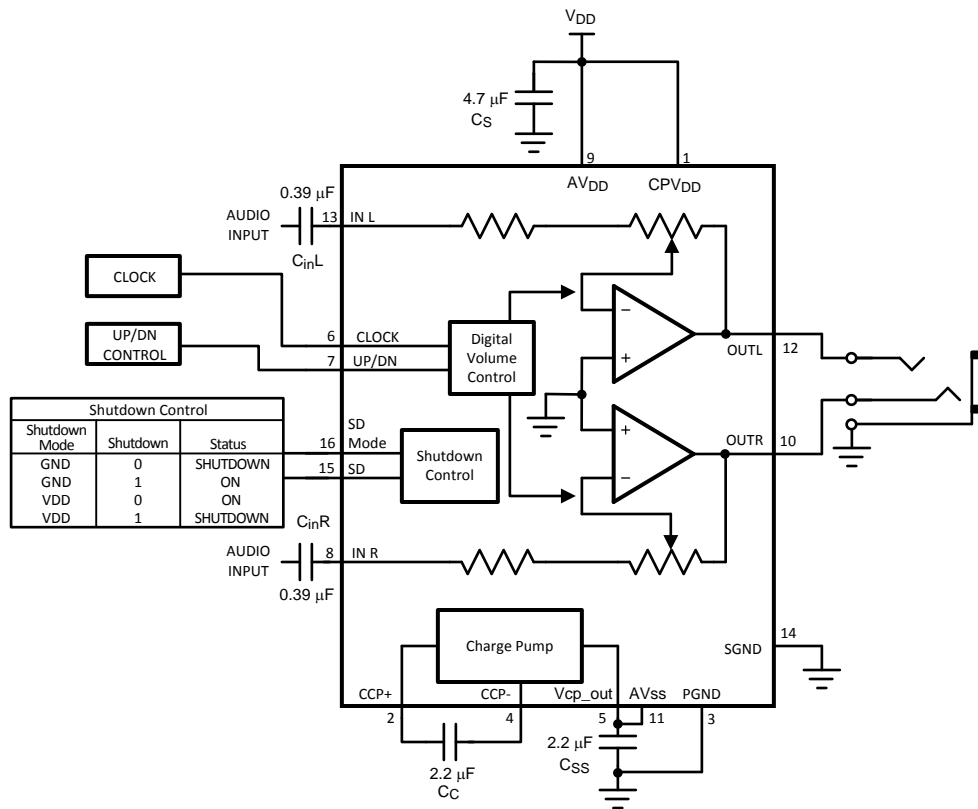 VDD
4.7 μF
CS
9
1
AVDD
CPVDD
0.39 μF
AUDIO
INPUT
13
IN L
CinL
CLOCK
UP/DN
CONTROL
6
CLOCK
7
UP/DN
Digital
Volume
Control
−
+
OUTL
12
Shutdown Control
Shutdown
Mode
Shutdown
Status
GND
0
SHUTDOWN
GND
1
ON
VDD
0
ON
VDD
1
SHUTDOWN
SD
16
Mode
15
SD
Shutdown
Control
+
−
OUTR
10
CinR
AUDIO
INPUT
8
IN R
0.39 μF
Charge Pump
14
SGND
CCP+
CCP-
Vcp_out
AVss
PGND
2
4
5
11
3
2.2 μF
CC
2.2 μF
CSS